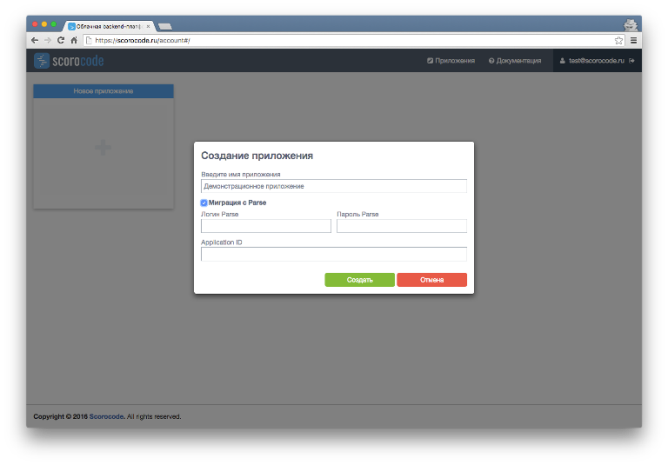 Облачная backend-плат
https://scorocode.ru/account#/
scorocode
Приложения
Документация
test@scorocode.ru
Новое приложение
Создание приложения
Введите имя приложения
Демонстрационное приложение
Миграция с Parse
Логин Parse
Пароль Parse
Application ID
Создать
Отмена
Copyright © 2016 Scorocode. All rights reserved.